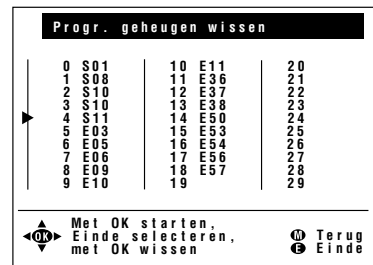 Progr. geheugen wissen
0 S01 10 E11 20
1 S08 11 E36 21
2 S10 12 E37 22
3 S10 13 E38 23
4 S11 14 E50 24
5 E03 15 E53 25
6 E05 16 E54 26
7 E06 17 E56 27
8 E09 18 E57 28
9 E10 19 29
Met OK starten,
OK Einde selecteren, M Terug
met OK wissen E Einde